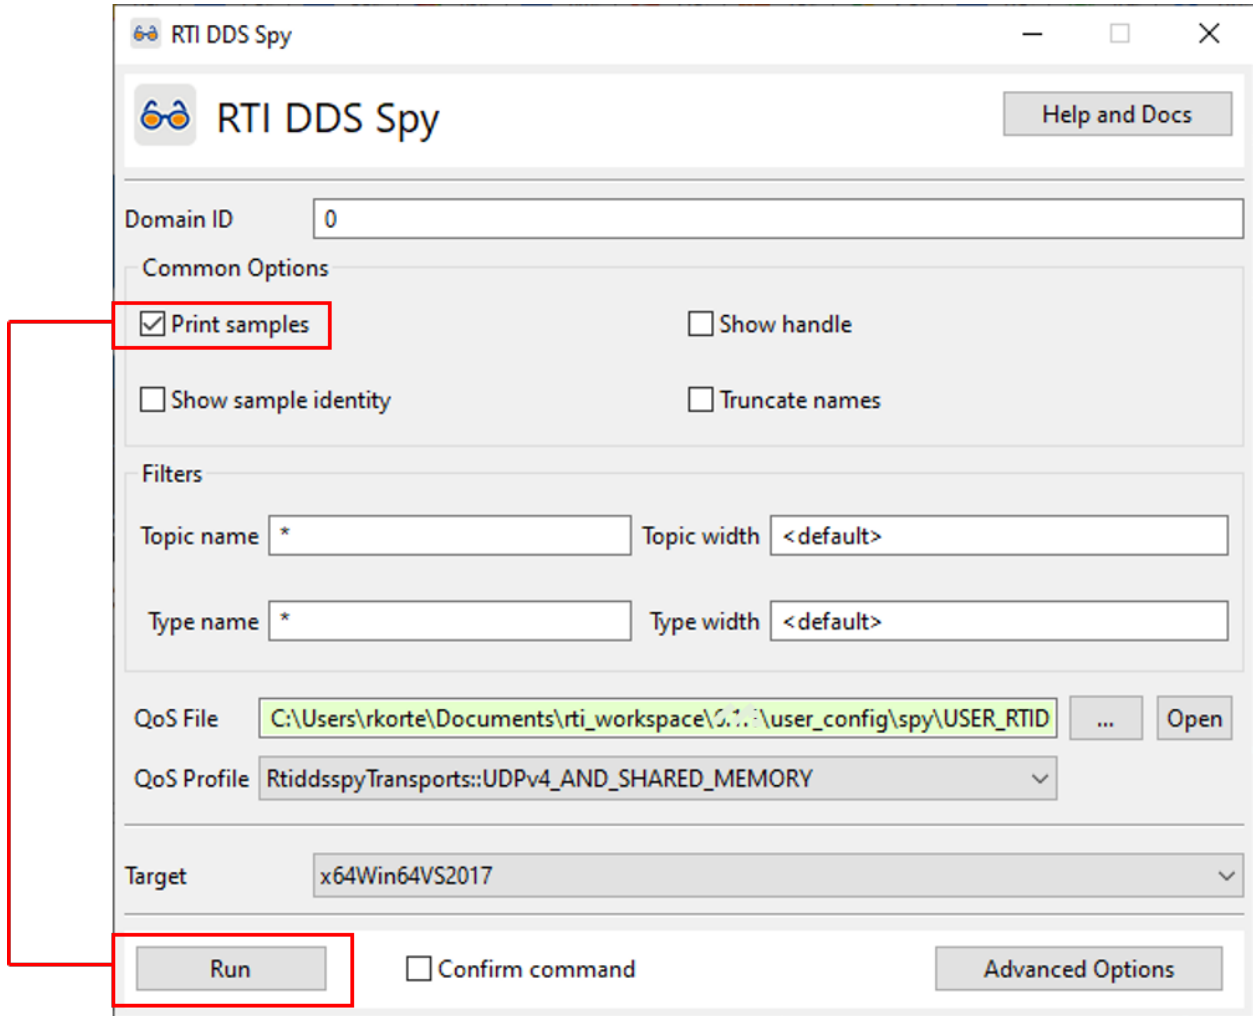 RTI DDS Spy
RTI DDS Spy
Help and Docs
Domain ID
0
Common Options
Print samples
Show handle
Show sample identity
Truncate names
Filters
Topic name
*
Topic width
<default>
Type name
*
Type width
<default>
QoS File
C:\Users\rkorte\Documents\rti_workspace\ \user_config\spy\USER_RTID
...
Open
QoS Profile
RtiddsspyTransports::UDPv4_AND_SHARED_MEMORY
Target
x64Win64VS2017
Run
Confirm command
Advanced Options